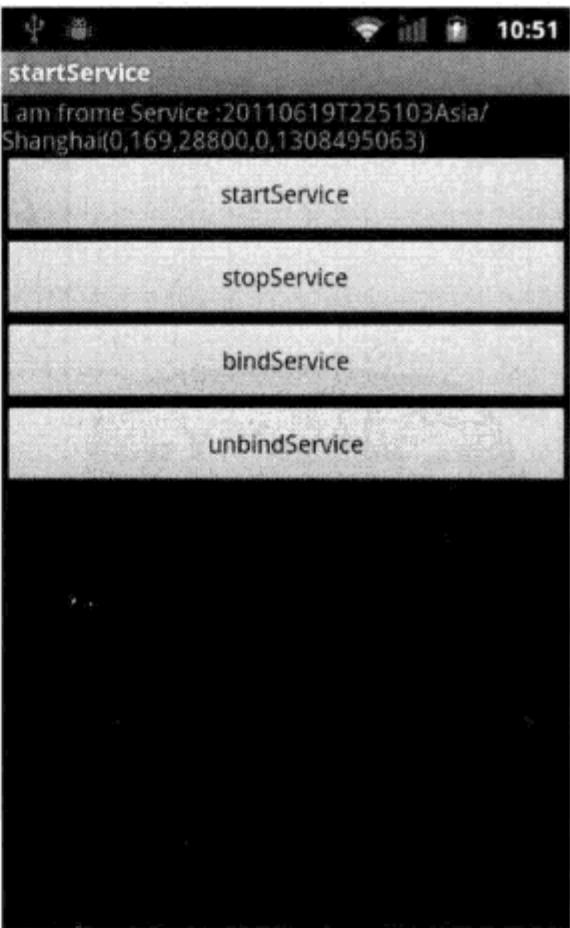 10:51
startService
I am frome Service :20110619T225103Asia/
Shanghai(0,169,28800,0,1308495063)
startService
stopService
bindService
unbindService